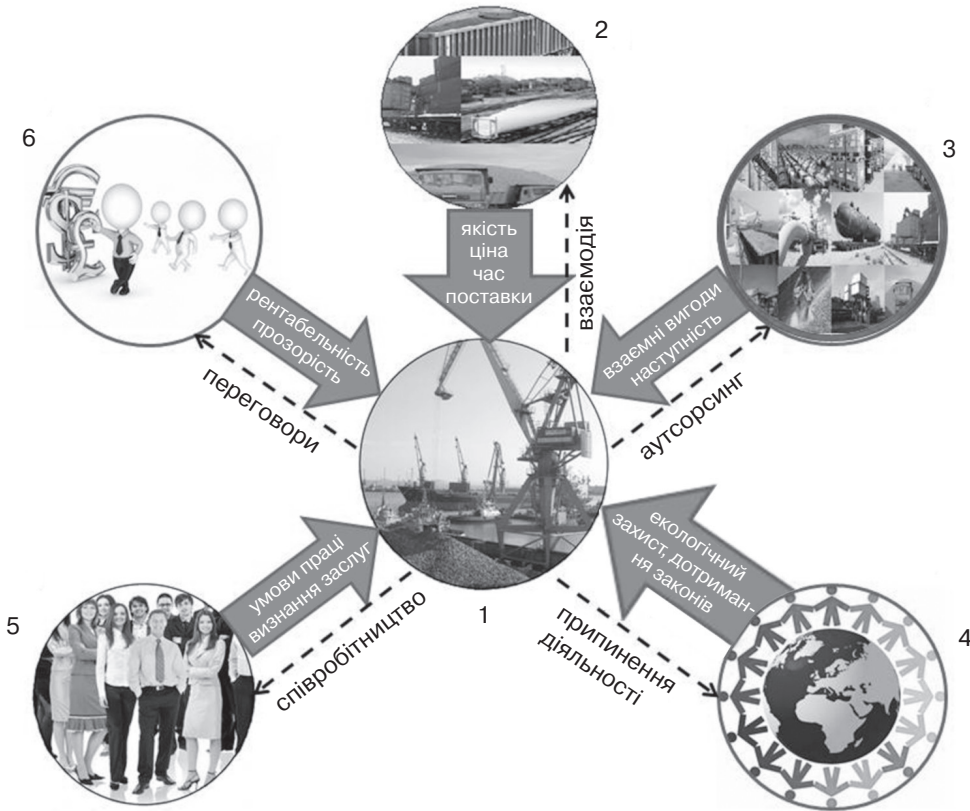 2
6
3
якість
ціна
час
поставки
взаємодія
рентабельність
прозорість
переговори
взаємні вигоди
наступність
аутсорсинг
умови праці
визнання заслуг
співробітництво
1
екологічний
захист, дотриман-
ня законів
припинення
діяльності
5
4